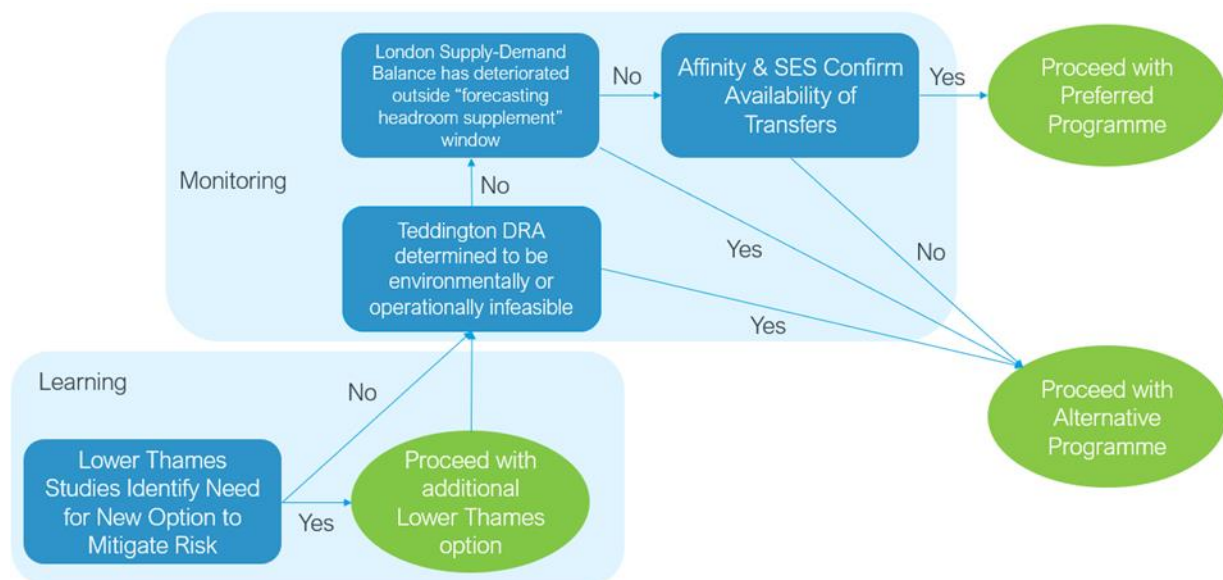 London Supply-Demand
Balance has deteriorated
outside “forecasting
headroom supplement”
window
No
Affinity & SES Confirm
Availability of
Transfers
Yes
Proceed with
Preferred
Programme
Monitoring
No
Teddington DRA
determined to be
environmentally or
operationally infeasible
Yes
No
Yes
Learning
No
Lower Thames
Studies Identify Need
for New Option to
Mitigate Risk
Yes
Proceed with
additional
Lower Thames
option
Proceed with
Alternative
Programme